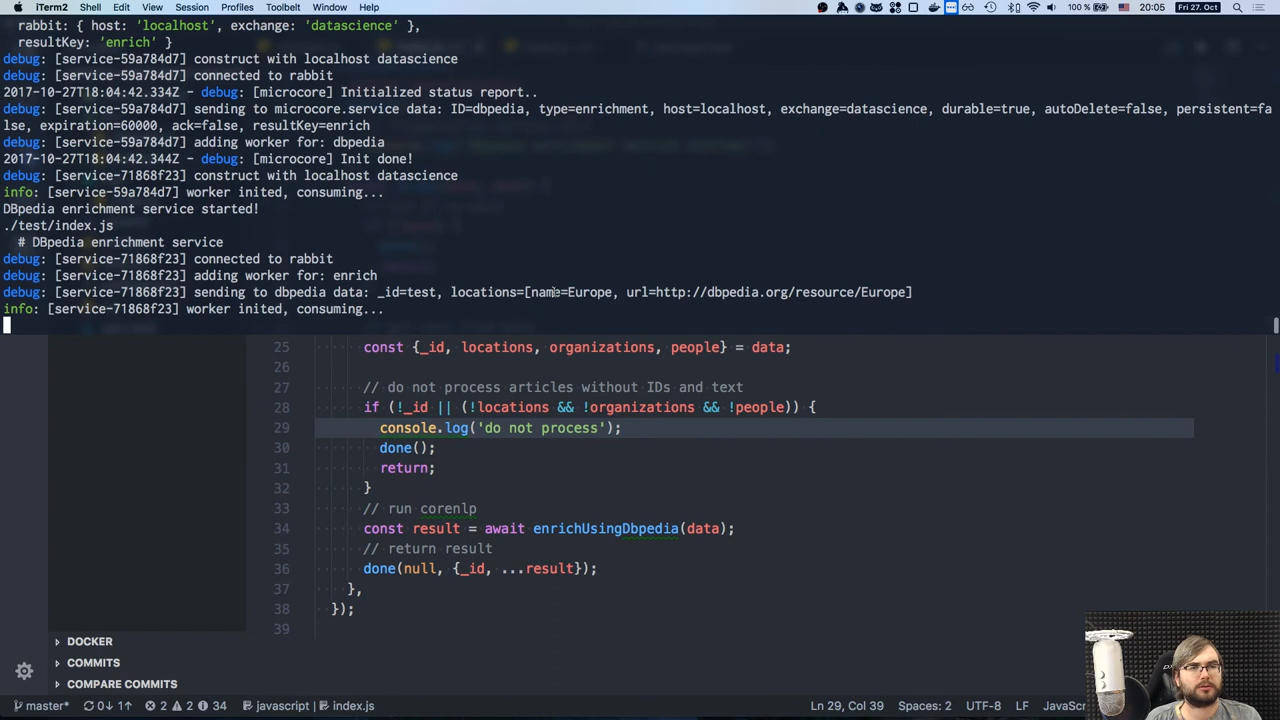 iTerm2 Shell Edit View Session Profiles Toolbelt Window Help 100 % 20:05 Fri 27. Oct
rabbit: { host: 'localhost', exchange: 'datascience' },
resultKey: 'enrich' }
debug: [service-59a784d7] construct with localhost datascience
debug: [service-59a784d7] connected to rabbit
2017-10-27T18:04:42.334Z - debug: [microcore] Initialized status report..
debug: [service-59a784d7] sending to microcore.service data: ID=dbpedia, type=enrichment, host=localhost, exchange=datascience, durable=true, autoDelete=false, persistent=fa
lse, expiration=60000, ack=false, resultKey=enrich
debug: [service-59a784d7] adding worker for: dbpedia
2017-10-27T18:04:42.344Z - debug: [microcore] Init done!
debug: [service-71868f23] construct with localhost datascience
info: [service-59a784d7] worker inited, consuming...
DBpedia enrichment service started!
./test/index.js
# DBpedia enrichment service
debug: [service-71868f23] connected to rabbit
debug: [service-71868f23] adding worker for: enrich
debug: [service-71868f23] sending to dbpedia data: _id=test, locations=[name=Europe, url=http://dbpedia.org/resource/Europe]
info: [service-71868f23] worker inited, consuming...
25 const {_id, locations, organizations, people} = data;
26
27 // do not process articles without IDs and text
28 if (!_id || (!locations && !organizations && !people)) {
29 console.log('do not process');
30 done();
31 return;
32 }
33 // run corenlp
34 const result = await enrichUsingDbpedia(data);
35 // return result
36 done(null, {_id, ...result});
37 },
38 });
39
DOCKER
COMMITS
COMPARE COMMITS
master* 0↓ 1↑ 2 2 34 javascript | index.js Ln 29, Col 39 Spaces: 2 UTF-8 LF JavaSc